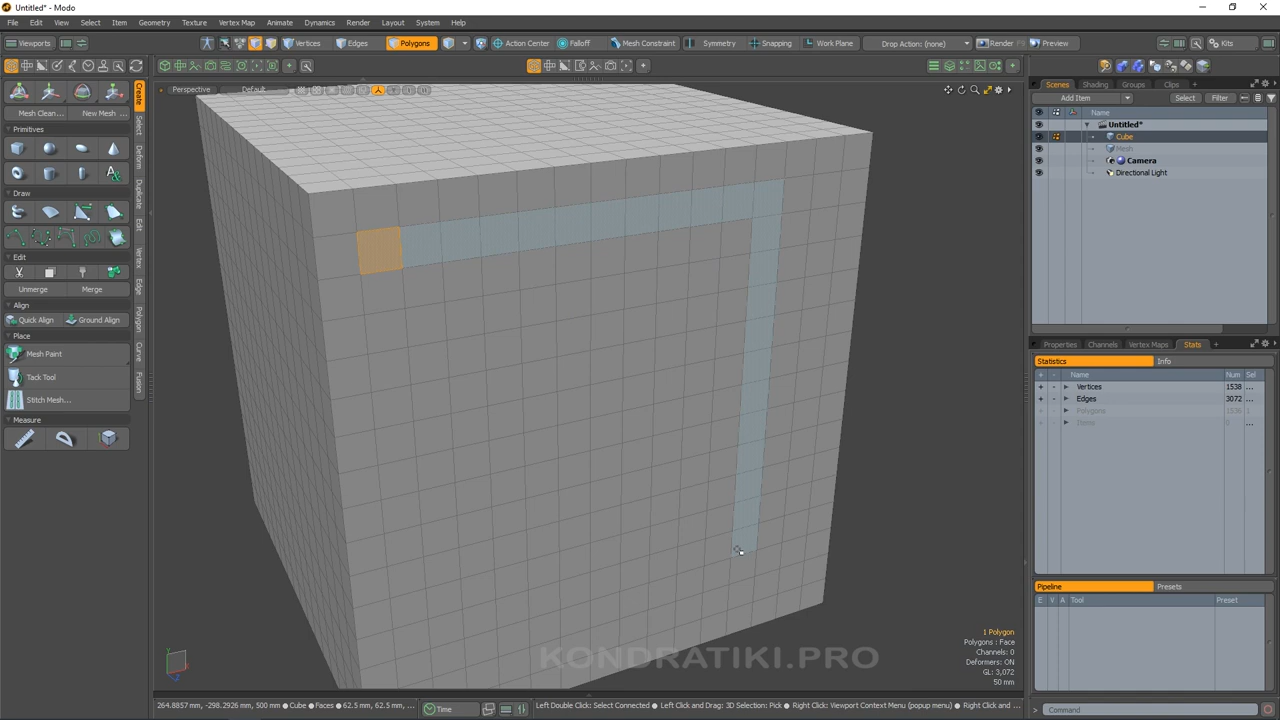 Untitled* - Modo
File Edit View Select Item Geometry Texture Vertex Map Animate Dynamics Render Layout System Help
Viewports Vertices Edges Polygons Action Center Falloff Mesh Constraint Symmetry Snapping Work Plane Drop Action: (none) Render Preview Kits
Perspective Default
Mesh Clean... New Mesh ...
Primitives
Draw
Edit
Unmerge Merge
Align
Quick Align Ground Align
Place
Mesh Paint
Tack Tool
Stitch Mesh...
Measure
Create
Select
Deform
Duplicate
Edit
Vertex
Edge
Polygon
Curve
Fusion
Scenes Shading Groups Clips
Add Item Select Filter
Name
Untitled*
Cube
Mesh
Camera
Directional Light
Properties Channels Vertex Maps Stats +
Statistics Info
+ - Name Num Sel
+ - Vertices 1538 ...
+ - Edges 3072 ...
+ - Polygons 1536 1
+ - Items 0 ...
Pipeline Presets
E V A Tool Preset
1 Polygon
Polygons : Face
Channels: 0
Deformers: ON
GL: 3,072
50 mm
KONDRATIKI.PRO
264.8857 mm, -298.2926 mm, 500 mm Cube Faces 62.5 mm, 62.5 mm, ...
Time
Left Double Click: Select Connected Left Click and Drag: 3D Selection: Pick Right Click: Viewport Context Menu (popup menu) Right Click and ...
Command